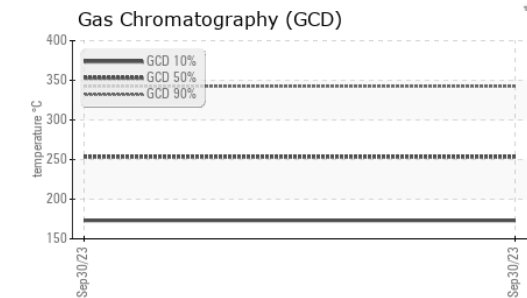 Gas Chromatography (GCD)
400
350
300
250
200
150
temperature °C
GCD 10%
GCD 50%
GCD 90%
Sep30/23
Sep30/23